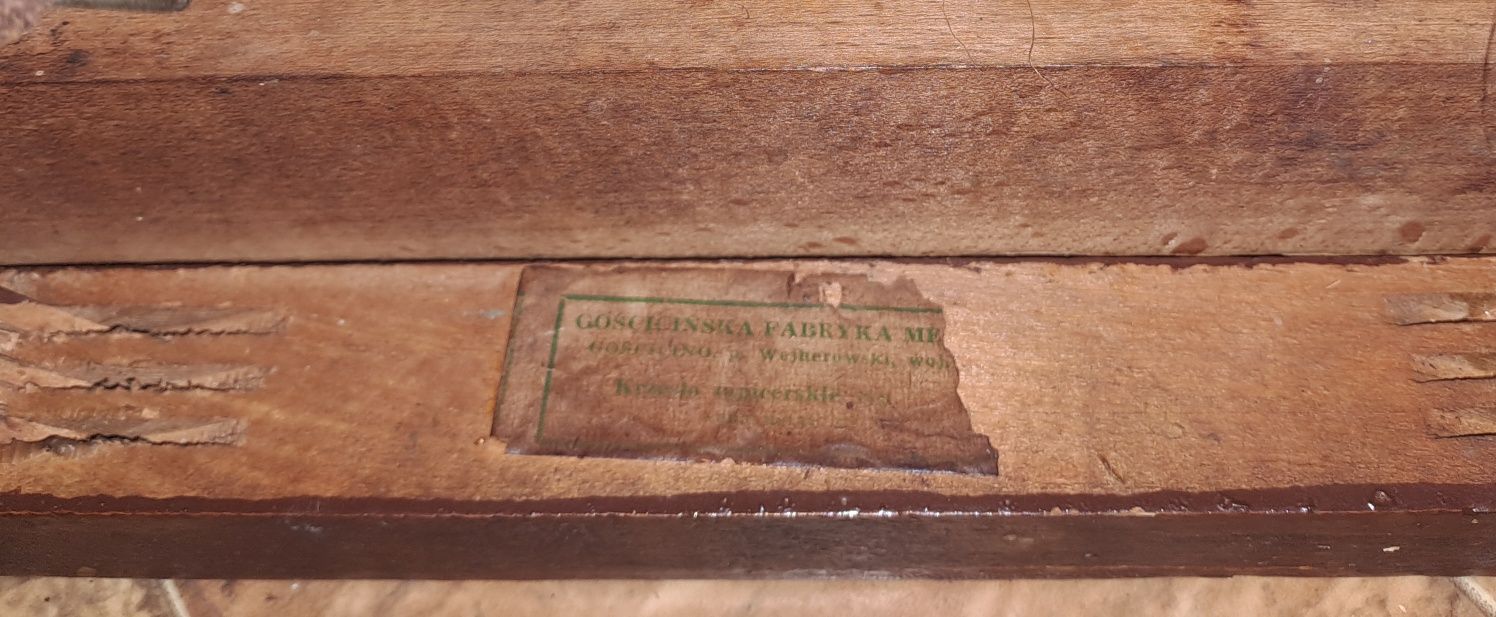 GOŚCICIŃSKA FABRYKA ME
GOŚCICINO, p. Wejherowski, woj.
Krzesło tapicerskie